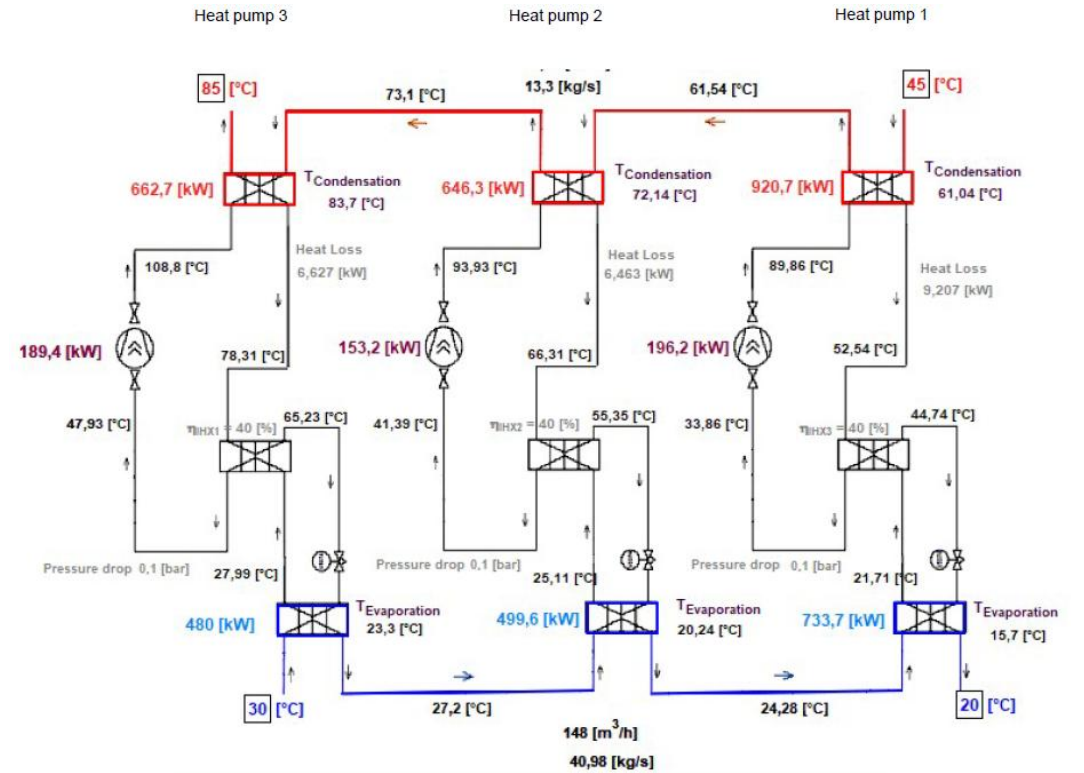 Heat pump 3
Heat pump 2
Heat pump 1
85 [°C]
73,1 [°C]
13,3 [kg/s]
61,54 [°C]
45 [°C]
662,7 [kW]
TCondensation
83,7 [°C]
646,3 [kW]
TCondensation
72,14 [°C]
920,7 [kW]
TCondensation
61,04 [°C]
108,8 [°C]
Heat Loss
6,627 [kW]
93,93 [°C]
Heat Loss
6,463 [kW]
89,86 [°C]
Heat Loss
9,207 [kW]
189,4 [kW]
78,31 [°C]
153,2 [kW]
66,31 [°C]
196,2 [kW]
52,54 [°C]
47,93 [°C]
ηIHX1 = 40 [%]
65,23 [°C]
41,39 [°C]
ηIHX2 = 40 [%]
55,35 [°C]
33,86 [°C]
ηIHX3 = 40 [%]
44,74 [°C]
Pressure drop 0,1 [bar]
27,99 [°C]
Pressure drop 0,1 [bar]
25,11 [°C]
Pressure drop 0,1 [bar]
21,71 [°C]
480 [kW]
TEvaporation
23,3 [°C]
499,6 [kW]
TEvaporation
20,24 [°C]
733,7 [kW]
TEvaporation
15,7 [°C]
30 [°C]
27,2 [°C]
24,28 [°C]
20 [°C]
148 [m3/h]
40,98 [kg/s]